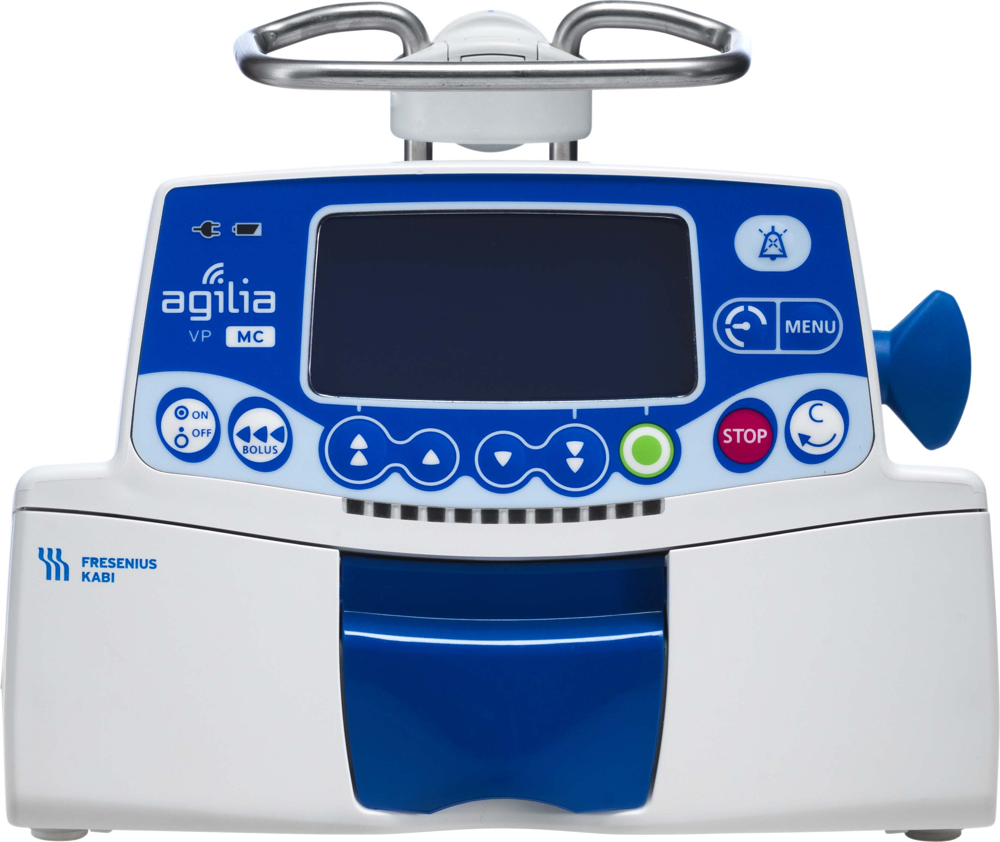 agilia
VP MC
MENU
ON
OFF
BOLUS
STOP
C
FRESENIUS
KABI